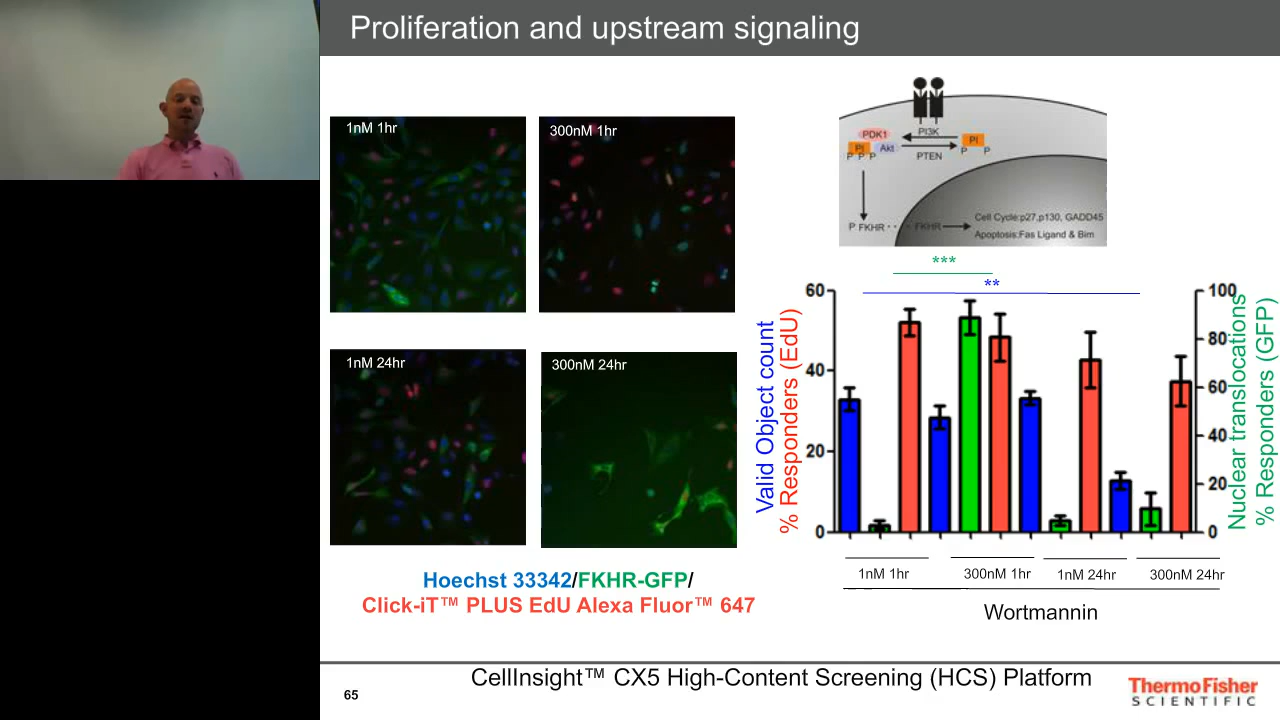 Proliferation and upstream signaling
1nM 1hr
300nM 1hr
1nM 24hr
300nM 24hr
Hoechst 33342/FKHR-GFP/
Click-iT™ PLUS EdU Alexa Fluor™ 647
PI3K
PDK1
PI
Akt
PI
P P P
P P
PTEN
P FKHR
FKHR
Cell Cycle:p27,p130, GADD45
Apoptosis:Fas Ligand & Bim
***
**
Valid Object count
% Responders (EdU)
60
40
20
0
100
80
60
40
20
0
Nuclear translocations
% Responders (GFP)
1nM 1hr
300nM 1hr
1nM 24hr
300nM 24hr
Wortmannin
CellInsight™ CX5 High-Content Screening (HCS) Platform
65
ThermoFisher
SCIENTIFIC